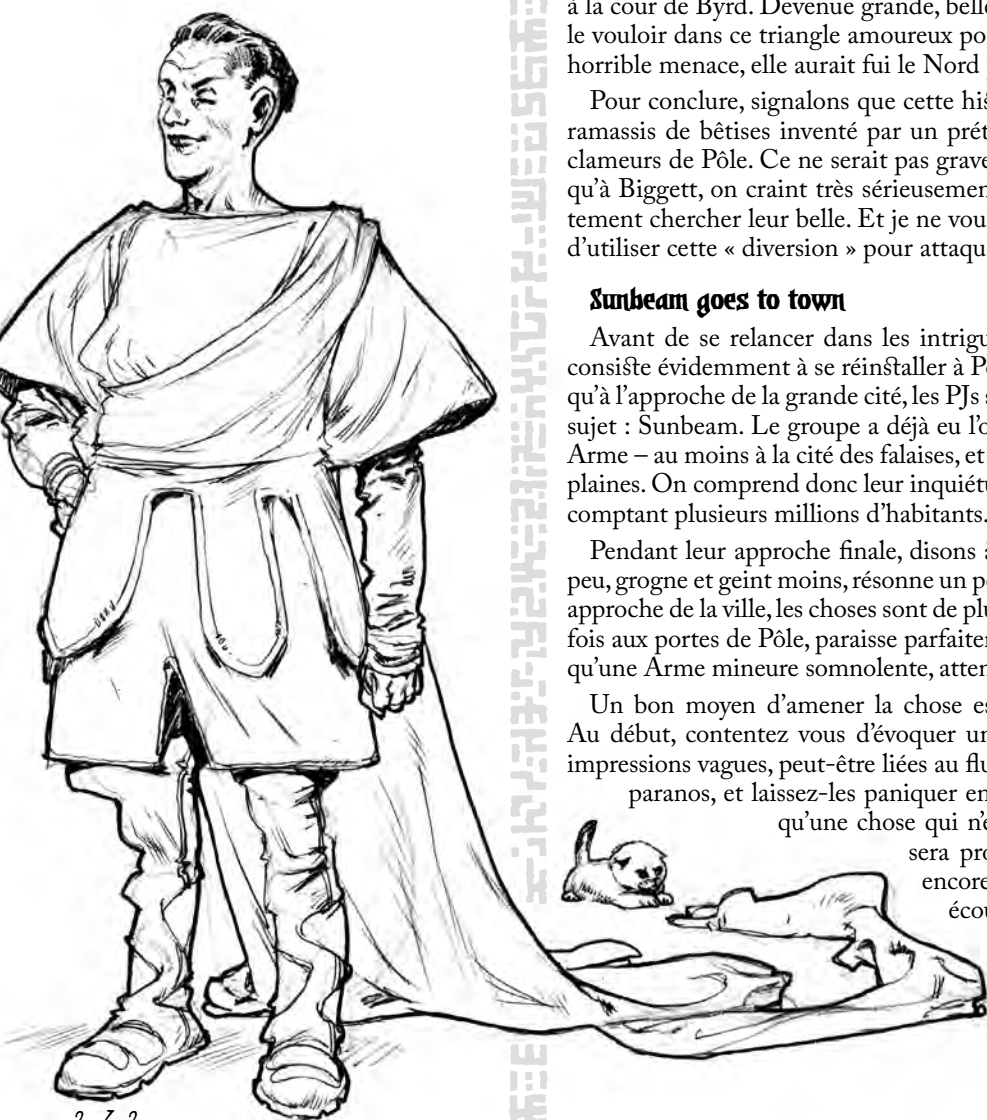 à la cour de Byrd. Devenue grande, belle
le vouloir dans ce triangle amoureux po
horrible menace, elle aurait fui le Nord
Pour conclure, signalons que cette his
ramassis de bêtises inventé par un prét
clameurs de Pôle. Ce ne serait pas grave
qu'à Biggett, on craint très sérieusemen
tement chercher leur belle. Et je ne vou
d'utiliser cette « diversion » pour attaqu
Sunbeam goes to town
Avant de se relancer dans les intrigu
consiste évidemment à se réinstaller à P
qu'à l'approche de la grande cité, les PJs s
sujet : Sunbeam. Le groupe a déjà eu l'o
Arme – au moins à la cité des falaises, et
plaines. On comprend donc leur inquiétu
comptant plusieurs millions d'habitants.
Pendant leur approche finale, disons à
peu, grogne et geint moins, résonne un pe
approche de la ville, les choses sont de plu
fois aux portes de Pôle, paraisse parfaiter
qu'une Arme mineure somnolente, atten
Un bon moyen d'amener la chose es
Au début, contentez vous d'évoquer un
impressions vagues, peut-être liées au flu
paranos, et laissez-les paniquer en
qu'une chose qui n'e
sera pro
encore
écou